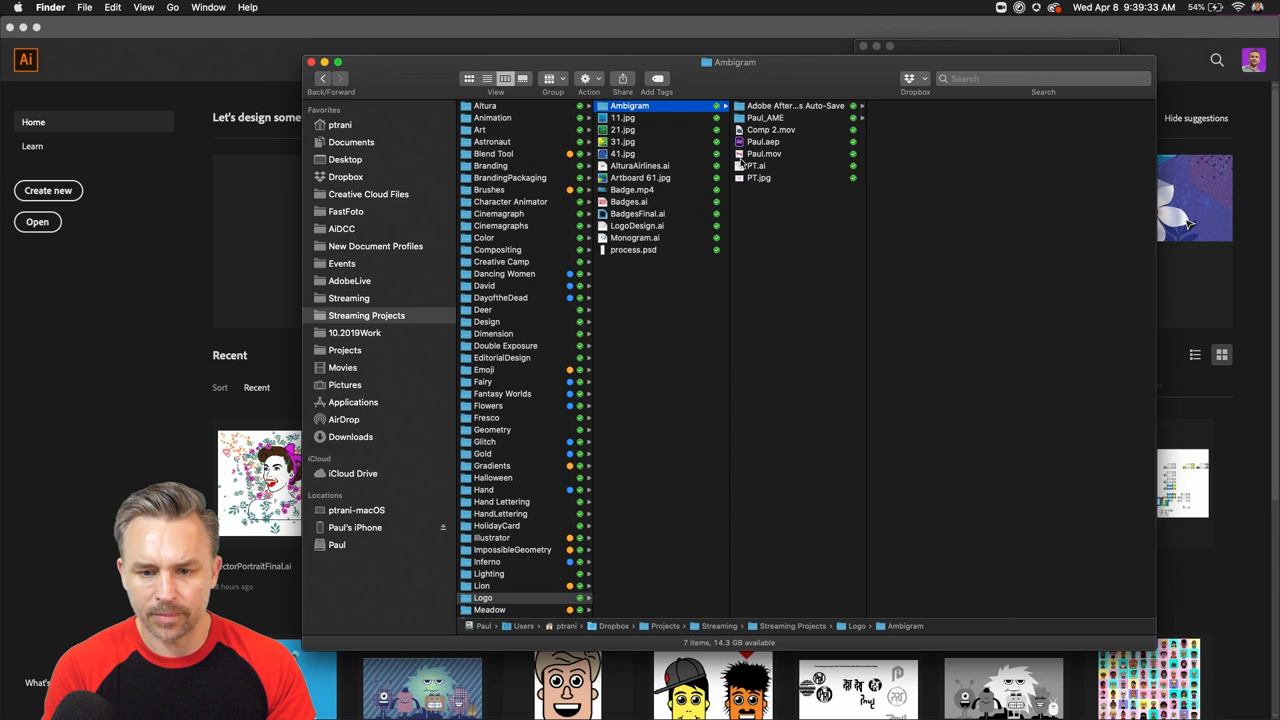 Finder File Edit View Go Window Help
54% Wed Apr 8 9:39:33 AM
Ai
Home
Learn
Create new
Open
Let's design some
Hide suggestions
Recent
Sort Recent
ectorPortraitFinal.ai
hours ago
What's
Ambigram
Back/Forward
View
Group
Action
Share
Add Tags
Dropbox
Search
Search
Favorites
ptrani
Documents
Desktop
Dropbox
Creative Cloud Files
FastFoto
AiDCC
New Document Profiles
Events
AdobeLive
Streaming
Streaming Projects
10.2019Work
Projects
Movies
Pictures
Applications
AirDrop
Downloads
iCloud
iCloud Drive
Locations
ptrani-macOS
Paul's iPhone
Paul
Altura
Animation
Art
Astronaut
Blend Tool
Branding
BrandingPackaging
Brushes
Character Animator
Cinemagraph
Cinemagraphs
Color
Compositing
Creative Camp
Dancing Women
David
DayoftheDead
Deer
Design
Dimension
Double Exposure
EditorialDesign
Emoji
Fairy
Fantasy Worlds
Flowers
Fresco
Geometry
Glitch
Gold
Gradients
Halloween
Hand
Hand Lettering
HandLettering
HolidayCard
Illustrator
ImpossibleGeometry
Inferno
Lighting
Lion
Logo
Meadow
Ambigram
11.jpg
21.jpg
31.jpg
41.jpg
AlturaAirlines.ai
Artboard 61.jpg
Badge.mp4
Badges.ai
BadgesFinal.ai
LogoDesign.ai
Monogram.ai
process.psd
Adobe After...s Auto-Save
Paul_AME
Comp 2.mov
Paul.aep
Paul.mov
PT.ai
PT.jpg
Paul Users ptrani Dropbox Projects Streaming Streaming Projects Logo Ambigram
7 items, 14.3 GB available